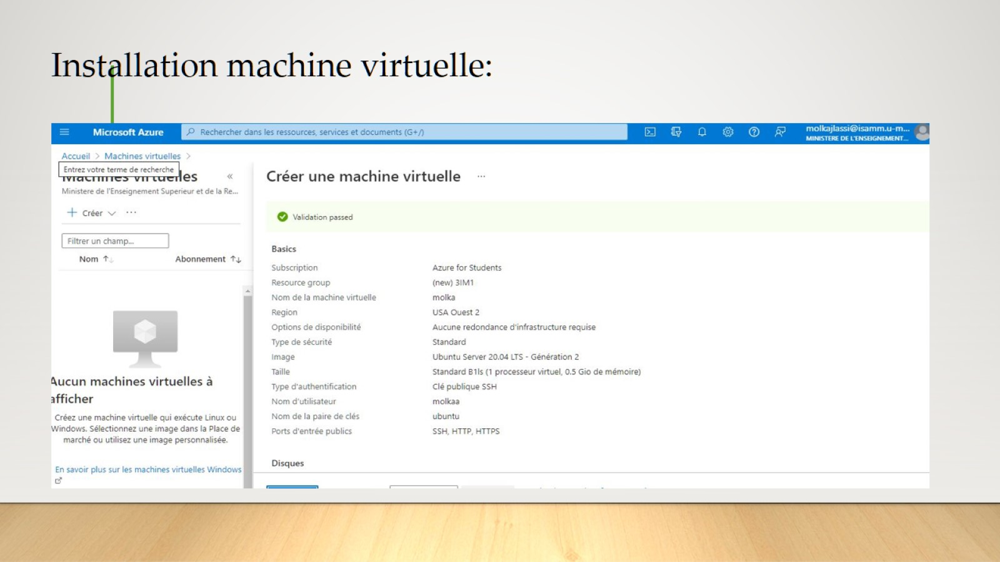 Installation machine virtuelle:
Microsoft Azure
Rechercher dans les ressources, services et documents (G+/)
molkajlassi@isamm.u-m...
MINISTERE DE L'ENSEIGNEMENT...
Accueil > Machines virtuelles >
Entrez votre terme de recherche
Machines virtuelles «
Ministere de l'Enseignement Superieur et de la Re...
+ Créer ...
Filtrer un champ...
Nom ↑↓ Abonnement ↑↓
Aucun machines virtuelles à
afficher
Créez une machine virtuelle qui exécute Linux ou
Windows. Sélectionnez une image dans la Place de
marché ou utilisez une image personnalisée.
En savoir plus sur les machines virtuelles Windows
Créer une machine virtuelle ...
Validation passed
Basics
Subscription Azure for Students
Resource group (new) 3IM1
Nom de la machine virtuelle molka
Region USA Ouest 2
Options de disponibilité Aucune redondance d'infrastructure requise
Type de sécurité Standard
Image Ubuntu Server 20.04 LTS - Génération 2
Taille Standard B1ls (1 processeur virtuel, 0.5 Gio de mémoire)
Type d'authentification Clé publique SSH
Nom d'utilisateur molkaa
Nom de la paire de clés ubuntu
Ports d'entrée publics SSH, HTTP, HTTPS
Disques